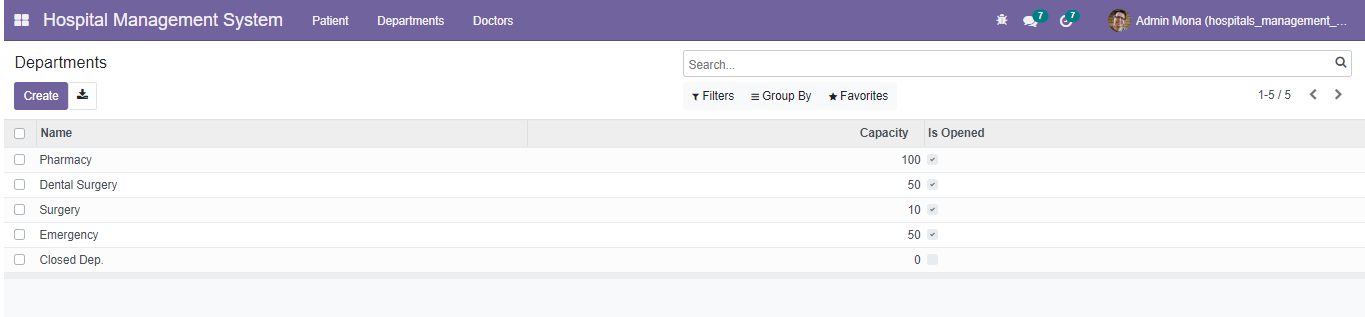 Hospital Management System Patient Departments Doctors 7 7 Admin Mona (hospitals_management_...
Departments Search...
Create Filters Group By Favorites 1-5 / 5
Name Capacity Is Opened
Pharmacy 100
Dental Surgery 50
Surgery 10
Emergency 50
Closed Dep. 0